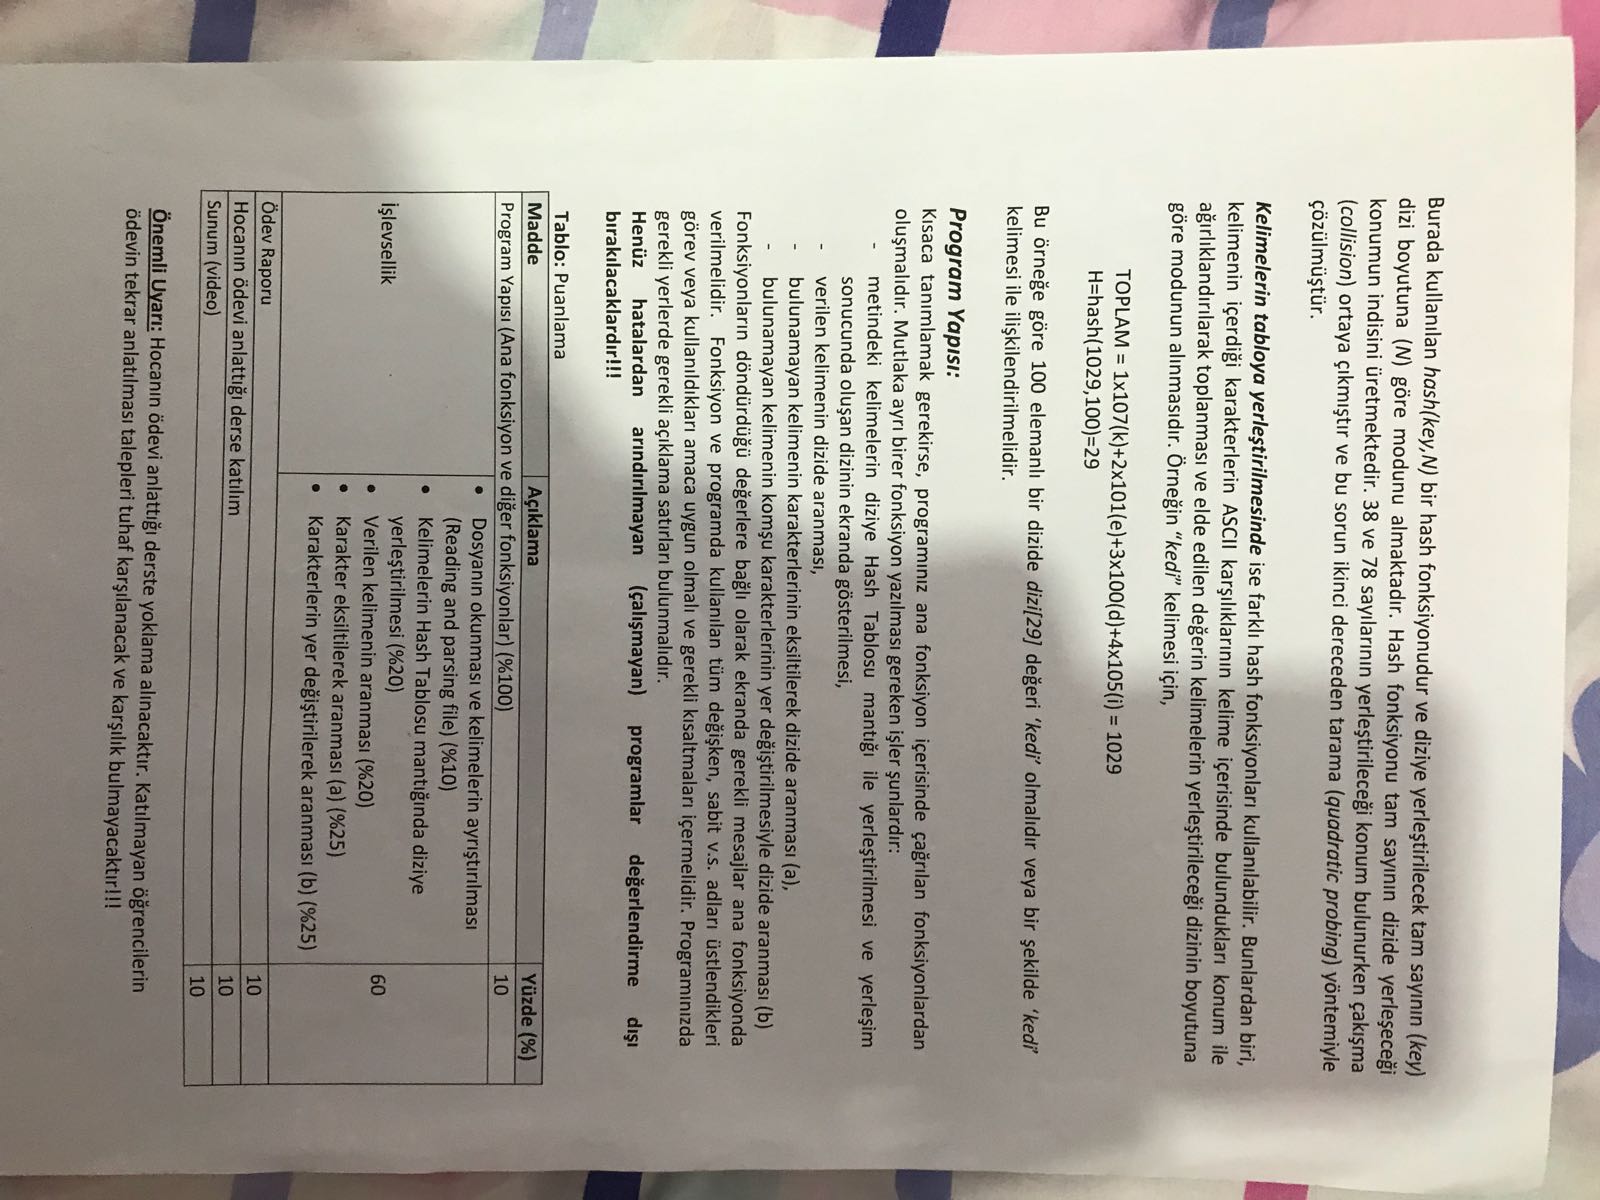 Burada kullanılan hash(key,N) bir hash fonksiyonudur ve diziye yerleştirilecek tam sayının (key)
dizi boyutuna (N) göre modunu almaktadır. Hash fonksiyonu tam sayının dizide yerleşeceği
konumun indisini üretmektedir. 38 ve 78 sayılarının yerleştirileceği konum bulunurken çakışma
(collision) ortaya çıkmıştır ve bu sorun ikinci dereceden tarama (quadratic probing) yöntemiyle
çözülmüştür.
Kelimelerin tabloya yerleştirilmesinde ise farklı hash fonksiyonları kullanılabilir. Bunlardan biri,
kelimenin içerdiği karakterlerin ASCII karşılıklarının kelime içerisinde bulundukları konum ile
ağırlıklandırılarak toplanması ve elde edilen değerin kelimelerin yerleştirileceği dizinin boyutuna
göre modunun alınmasıdır. Örneğin “kedi” kelimesi için,
TOPLAM = 1x107(k)+2x101(e)+3x100(d)+4x105(i) = 1029
H=hash(1029,100)=29
Bu örneğe göre 100 elemanlı bir dizide dizi[29] değeri ‘kedi’ olmalıdır veya bir şekilde ‘kedi’
kelimesi ile ilişkilendirilmelidir.
Program Yapısı:
Kısaca tanımlamak gerekirse, programınız ana fonksiyon içerisinde çağrılan fonksiyonlardan
oluşmalıdır. Mutlaka ayrı birer fonksiyon yazılması gereken işler şunlardır:
- metindeki kelimelerin diziye Hash Tablosu mantığı ile yerleştirilmesi ve yerleşim
sonucunda oluşan dizinin ekranda gösterilmesi,
- verilen kelimenin dizide aranması,
- bulunamayan kelimenin karakterlerinin eksiltilerek dizide aranması (a),
- bulunamayan kelimenin komşu karakterlerinin yer değiştirilmesiyle dizide aranması (b)
Fonksiyonların döndürdüğü değerlere bağlı olarak ekranda gerekli mesajlar ana fonksiyonda
verilmelidir. Fonksiyon ve programda kullanılan tüm değişken, sabit v.s. adları üstlendikleri
görev veya kullanıldıkları amaca uygun olmalı ve gerekli kısaltmaları içermelidir. Programınızda
gerekli yerlerde gerekli açıklama satırları bulunmalıdır.
Henüz hatalardan arındırılmayan (çalışmayan) programlar değerlendirme dışı
bırakılacaklardır!!!
Tablo: Puanlama
Madde Açıklama Yüzde (%)
Program Yapısı (Ana fonksiyon ve diğer fonksiyonlar) (%100) 10
İşlevsellik
• Dosyanın okunması ve kelimelerin ayrıştırılması
(Reading and parsing file) (%10)
• Kelimelerin Hash Tablosu mantığında diziye
yerleştirilmesi (%20)
• Verilen kelimenin aranması (%20)
• Karakter eksiltilerek aranması (a) (%25)
• Karakterlerin yer değiştirilerek aranması (b) (%25)
60
Ödev Raporu 10
Hocanın ödevi anlattığı derse katılım 10
Sunum (video) 10
Önemli Uyarı: Hocanın ödevi anlattığı derste yoklama alınacaktır. Katılmayan öğrencilerin
ödevin tekrar anlatılması talepleri tuhaf karşılanacak ve karşılık bulmayacaktır!!!